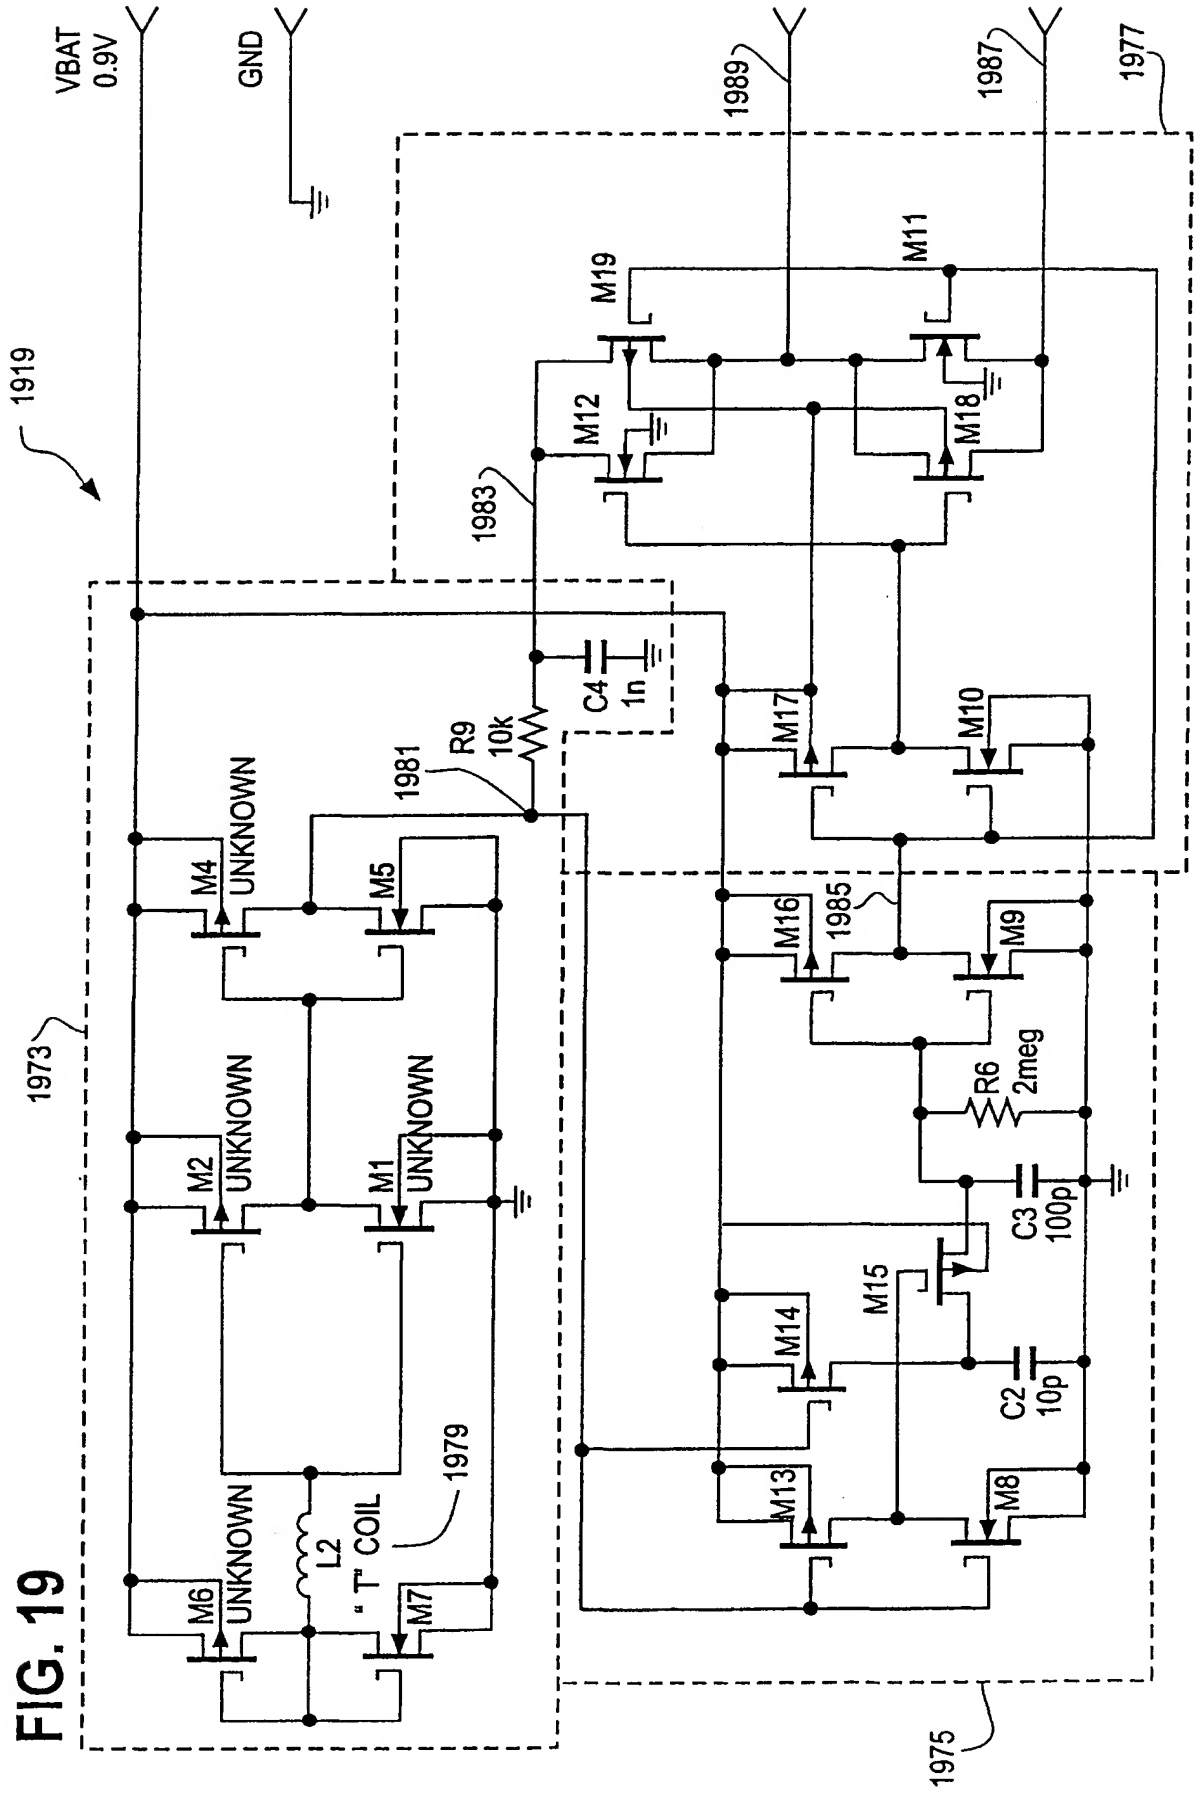 FIG. 19
1919
VBAT
0.9V
GND
1973
M6
UNKNOWN
M2
UNKNOWN
M4
UNKNOWN
L2
" T" COIL
1979
M7
M1
UNKNOWN
M5
1981
R9
10k
C4
1n
1983
M12
M19
M18
M11
1989
1987
1977
M13
M14
M15
M16
1985
M17
M8
C2
10p
C3
100p
R6
2meg
M9
M10
1975